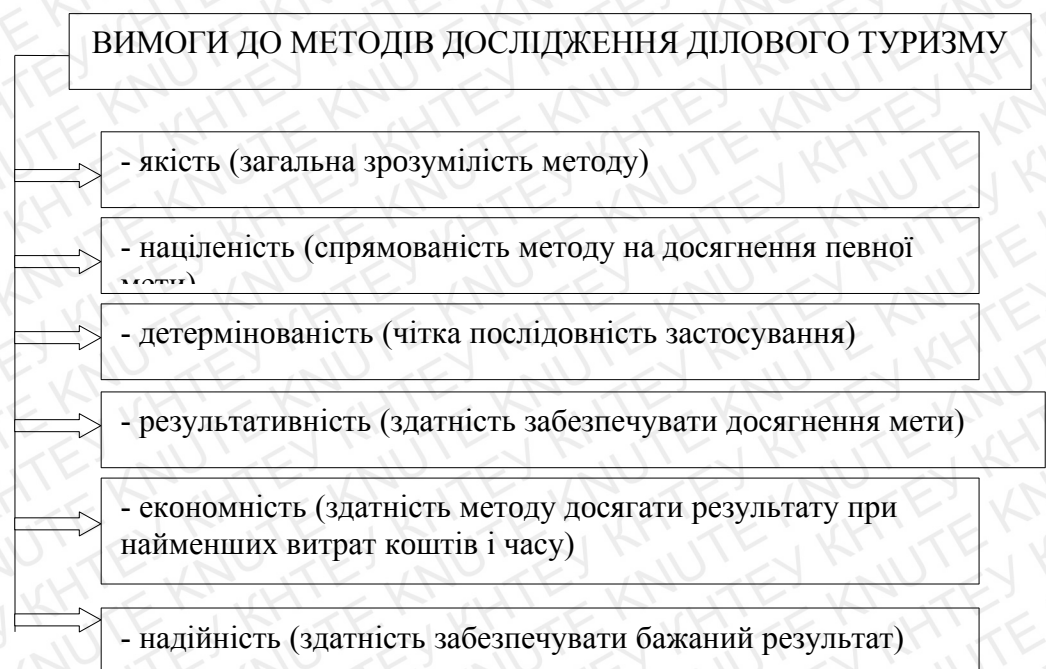 ВИМОГИ ДО МЕТОДІВ ДОСЛІДЖЕННЯ ДІЛОВОГО ТУРИЗМУ
- якість (загальна зрозумілість методу)
- націленість (спрямованість методу на досягнення певної
мети)
- детермінованість (чітка послідовність застосування)
- результативність (здатність забезпечувати досягнення мети)
- економність (здатність методу досягати результату при
найменших витрат коштів і часу)
- надійність (здатність забезпечувати бажаний результат)